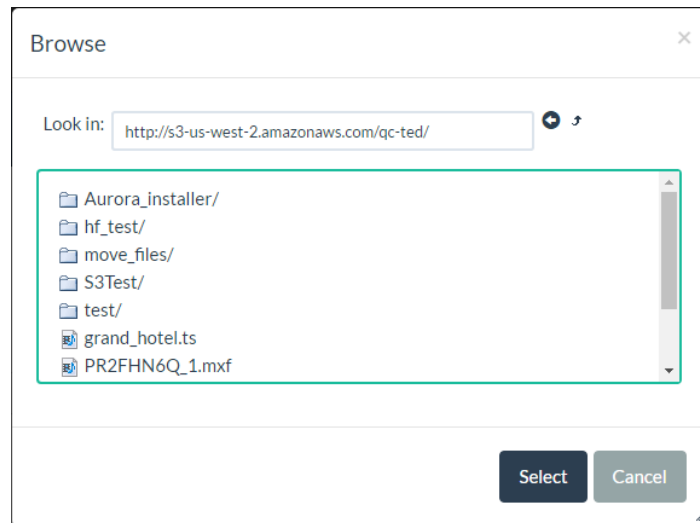 Browse
×
Look in: http://s3-us-west-2.amazonaws.com/qc-ted/
Aurora_installer/
hf_test/
move_files/
S3Test/
test/
grand_hotel.ts
PR2FHN6Q_1.mxf
Select Cancel